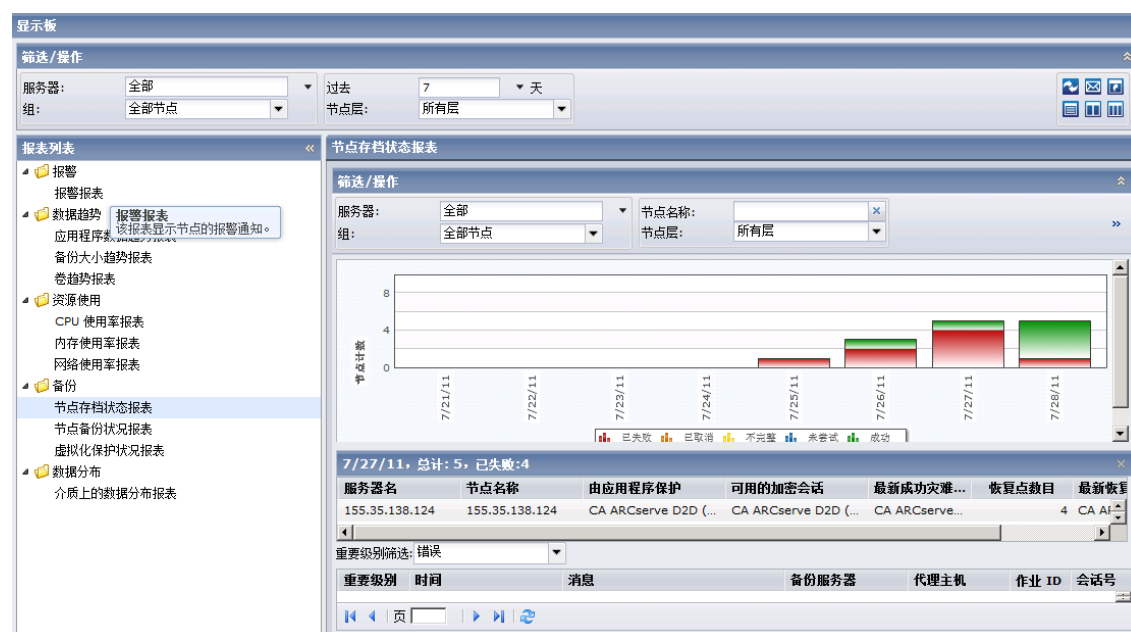 显示板
筛选/操作
服务器: 全部 过去 7 天
组: 全部节点 节点层: 所有层
报表列表
报警
报警报表
数据趋势
报警报表
该报表显示节点的报警通知。
应用程序数
备份大小趋势报表
卷趋势报表
资源使用
CPU 使用率报表
内存使用率报表
网络使用率报表
备份
节点存档状态报表
节点备份状况报表
虚拟化保护状况报表
数据分布
介质上的数据分布报表
节点存档状态报表
筛选/操作
服务器: 全部 节点名称:
组: 全部节点 节点层: 所有层
节点计数
8
4
0
7/21/11 7/22/11 7/23/11 7/24/11 7/25/11 7/26/11 7/27/11 7/28/11
已失败 已取消 不完整 未尝试 成功
7/27/11, 总计: 5, 已失败:4
服务器名 节点名称 由应用程序保护 可用的加密会话 最新成功灾难... 恢复点数目 最新恢复
155.35.138.124 155.35.138.124 CA ARCserve D2D (... CA ARCserve D2D (... CA ARCserve... 4 CA AR
重要级别筛选: 错误
重要级别 时间 消息 备份服务器 代理主机 作业 ID 会话号
页